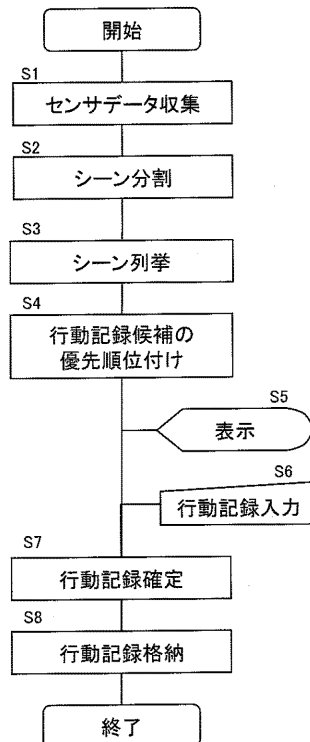 開始
S1
センサデータ収集
S2
シーン分割
S3
シーン列挙
S4
行動記録候補の
優先順位付け
S5
表示
S6
行動記録入力
S7
行動記録確定
S8
行動記録格納
終了